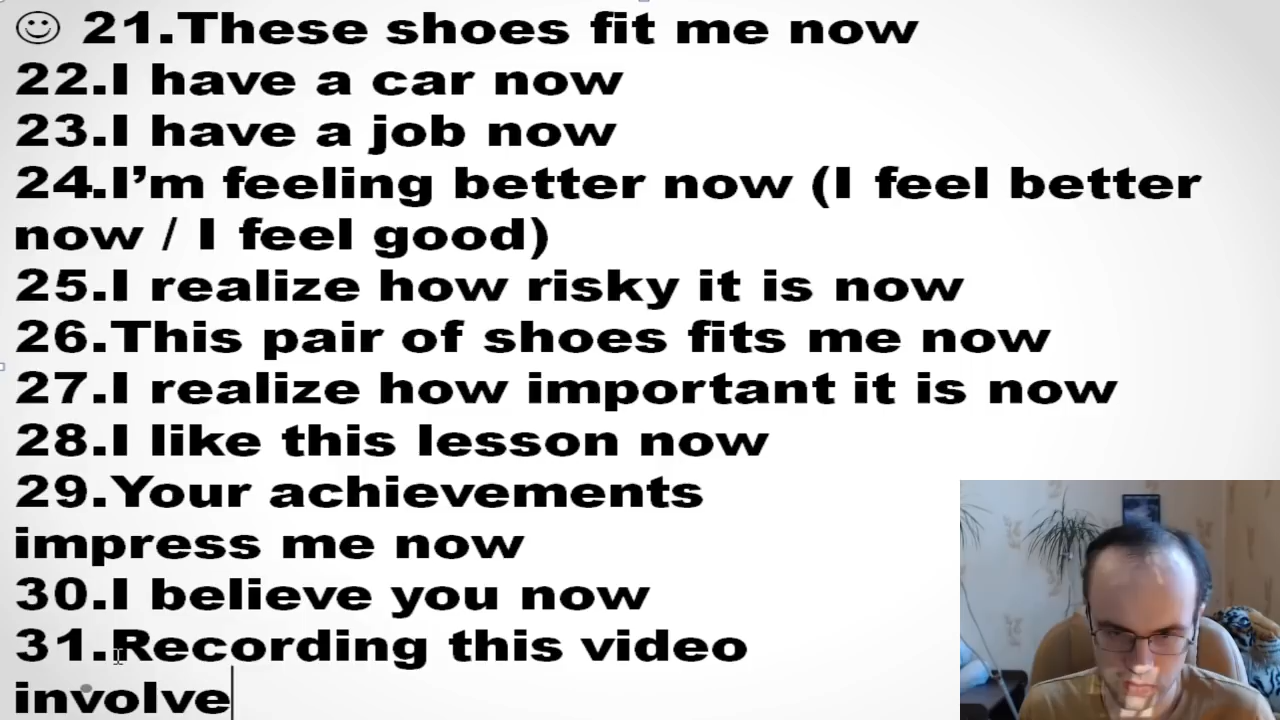 ☺ 21.These shoes fit me now
22.I have a car now
23.I have a job now
24.I’m feeling better now (I feel better
now / I feel good)
25.I realize how risky it is now
26.This pair of shoes fits me now
27.I realize how important it is now
28.I like this lesson now
29.Your achievements
impress me now
30.I believe you now
31.Recording this video
involve